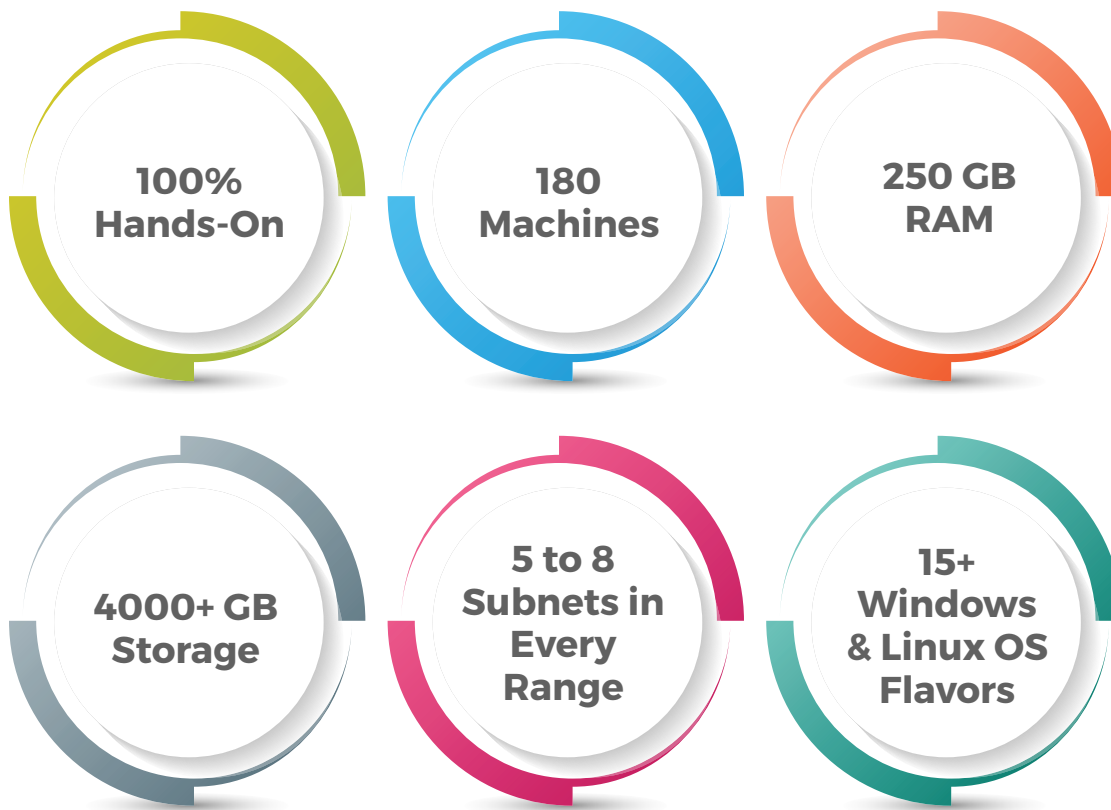 100%
Hands-On
180
Machines
250 GB
RAM
4000+ GB
Storage
5 to 8
Subnets in
Every
Range
15+
Windows
& Linux OS
Flavors